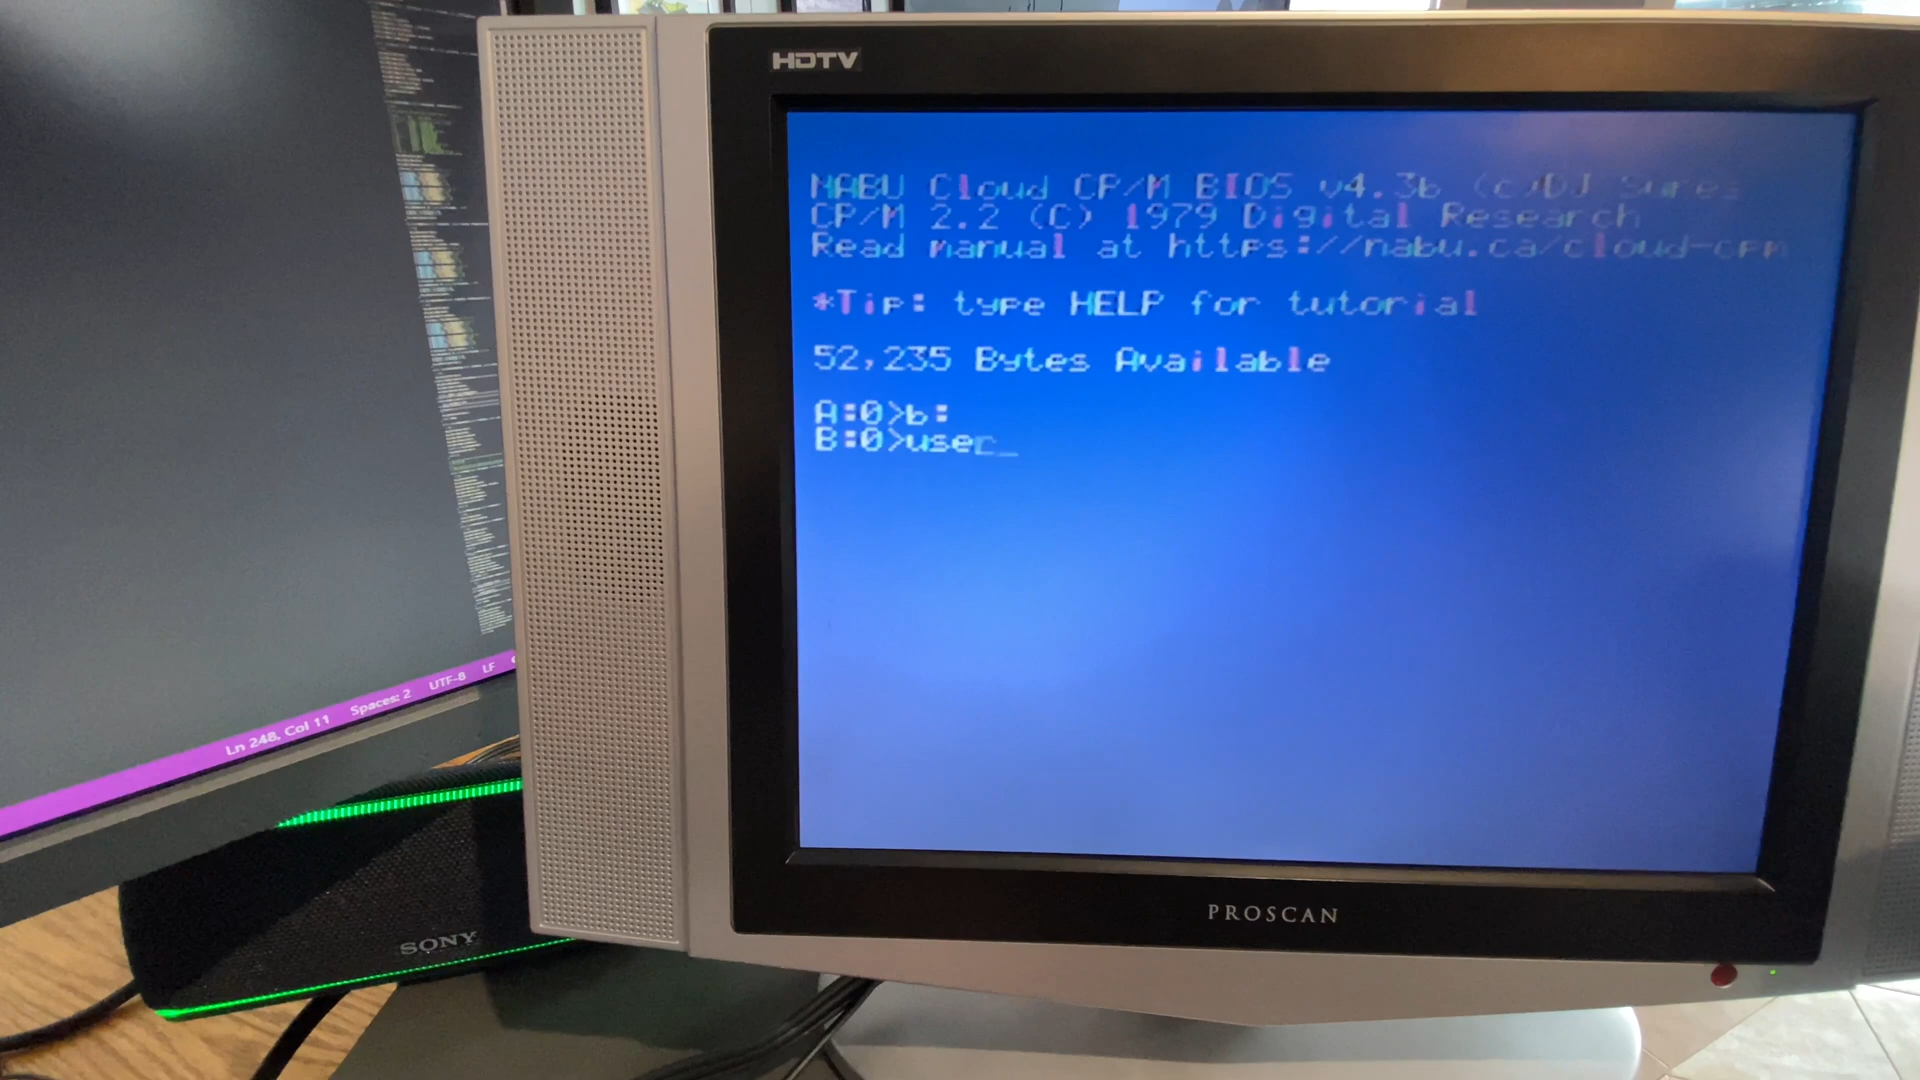 HDTV
NABU Cloud CP/M BIOS v4.3b (c)DJ Sures
CP/M 2.2 (C) 1979 Digital Research
Read manual at https://nabu.ca/cloud-cpm
*Tip: type HELP for tutorial
52,235 Bytes Available
A:0>b:
B:0>user_
PROSCAN
Ln 248, Col 11 Spaces: 2 UTF-8 LF
SONY